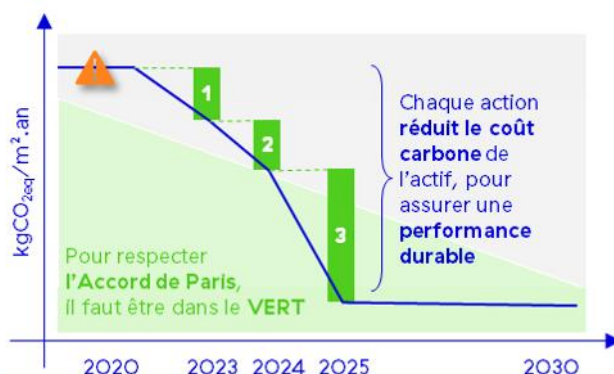 kgCO2eq/m².an
!
1
2
3
Chaque action
réduit le coût
carbone de
l'actif, pour
assurer une
performance
durable
Pour respecter
l'Accord de Paris,
il faut être dans le VERT
2020 2023 2024 2025 2030